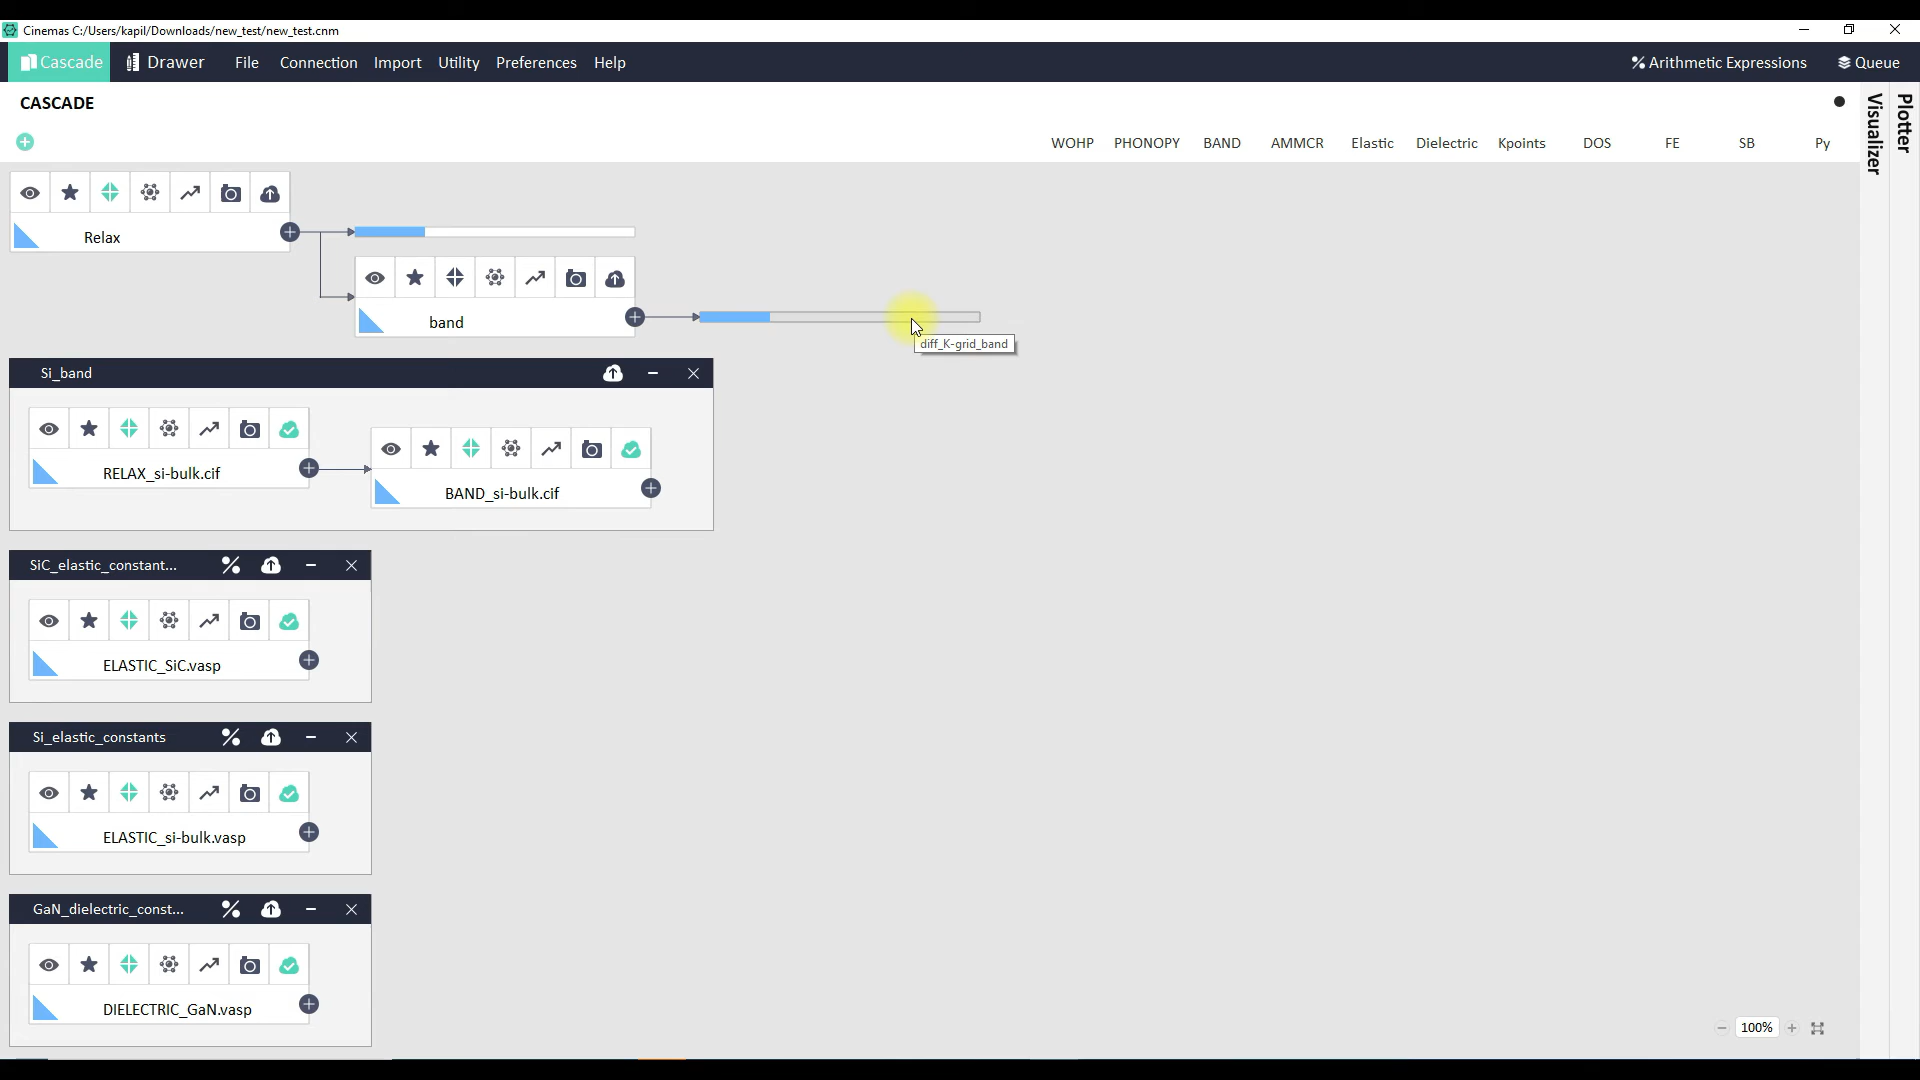 Cinemas C:/Users/kapil/Downloads/new_test/new_test.cnm
Cascade Drawer File Connection Import Utility Preferences Help % Arithmetic Expressions Queue
CASCADE
WOHP PHONOPY BAND AMMCR Elastic Dielectric Kpoints DOS FE SB Py
Plotter
Visualizer
Relax
band
diff_K-grid_band
Si_band
RELAX_si-bulk.cif
BAND_si-bulk.cif
SiC_elastic_constant...
ELASTIC_SiC.vasp
Si_elastic_constants
ELASTIC_si-bulk.vasp
GaN_dielectric_const...
DIELECTRIC_GaN.vasp
100%